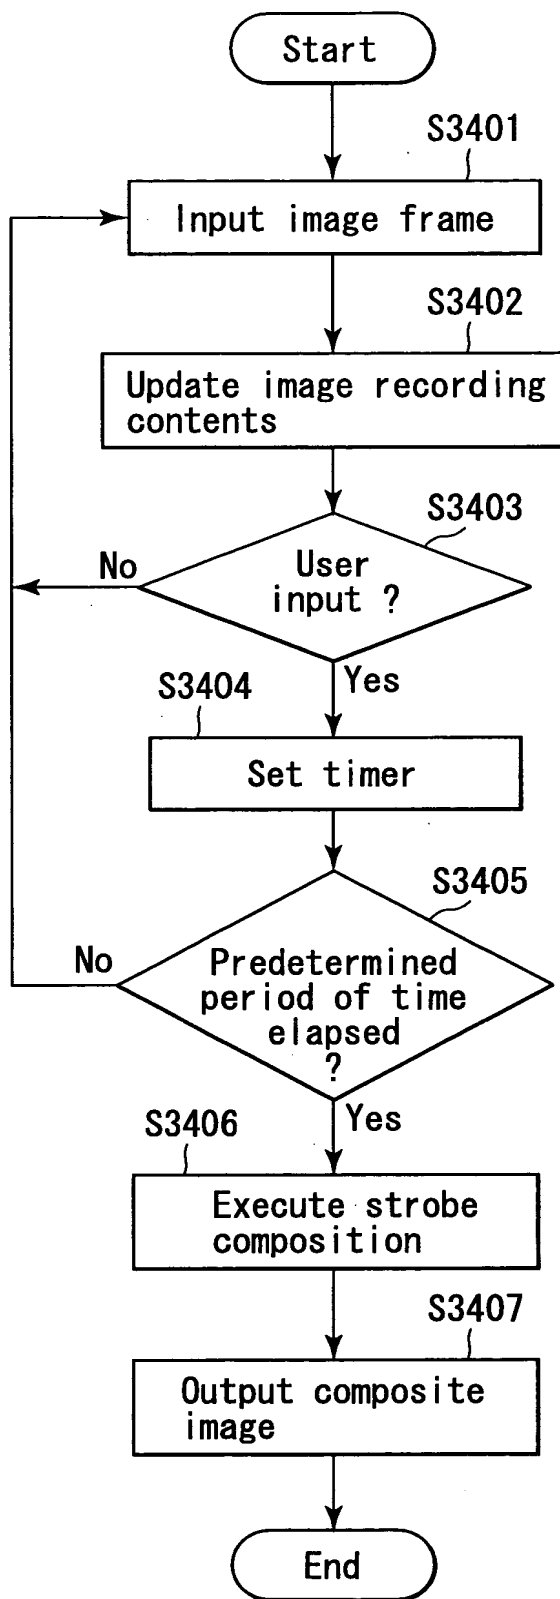 Start
S3401
Input image frame
S3402
Update image recording
contents
S3403
No
User
input ?
Yes
S3404
Set timer
S3405
No
Predetermined
period of time
elapsed
?
Yes
S3406
Execute strobe
composition
S3407
Output composite
image
End